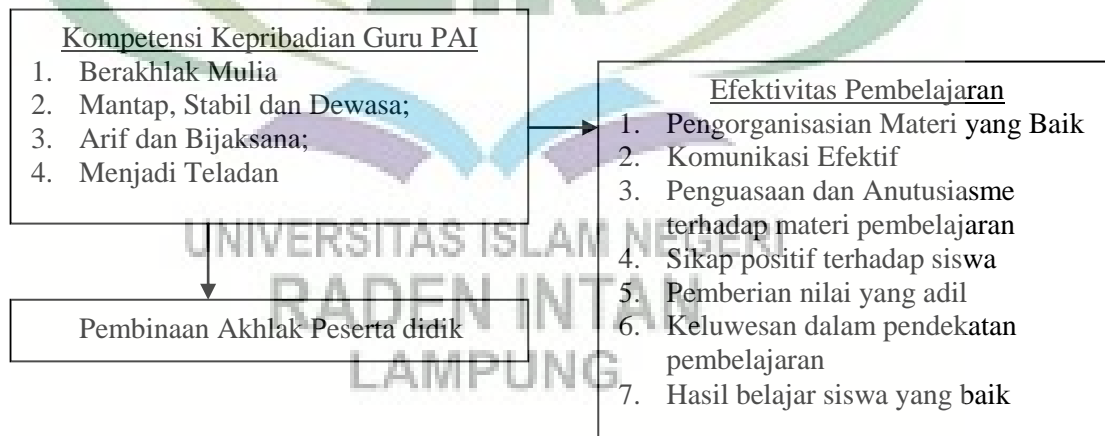 Kompetensi Kepribadian Guru PAI
1. Berakhlak Mulia
2. Mantap, Stabil dan Dewasa;
3. Arif dan Bijaksana;
4. Menjadi Teladan
Efektivitas Pembelajaran
1. Pengorganisasian Materi yang Baik
2. Komunikasi Efektif
3. Penguasaan dan Anutusiasme
terhadap materi pembelajaran
4. Sikap positif terhadap siswa
5. Pemberian nilai yang adil
6. Keluwesan dalam pendekatan
pembelajaran
7. Hasil belajar siswa yang baik
Pembinaan Akhlak Peserta didik
UNIVERSITAS ISLAM NEGERI
RADEN INTAN
LAMPUNG